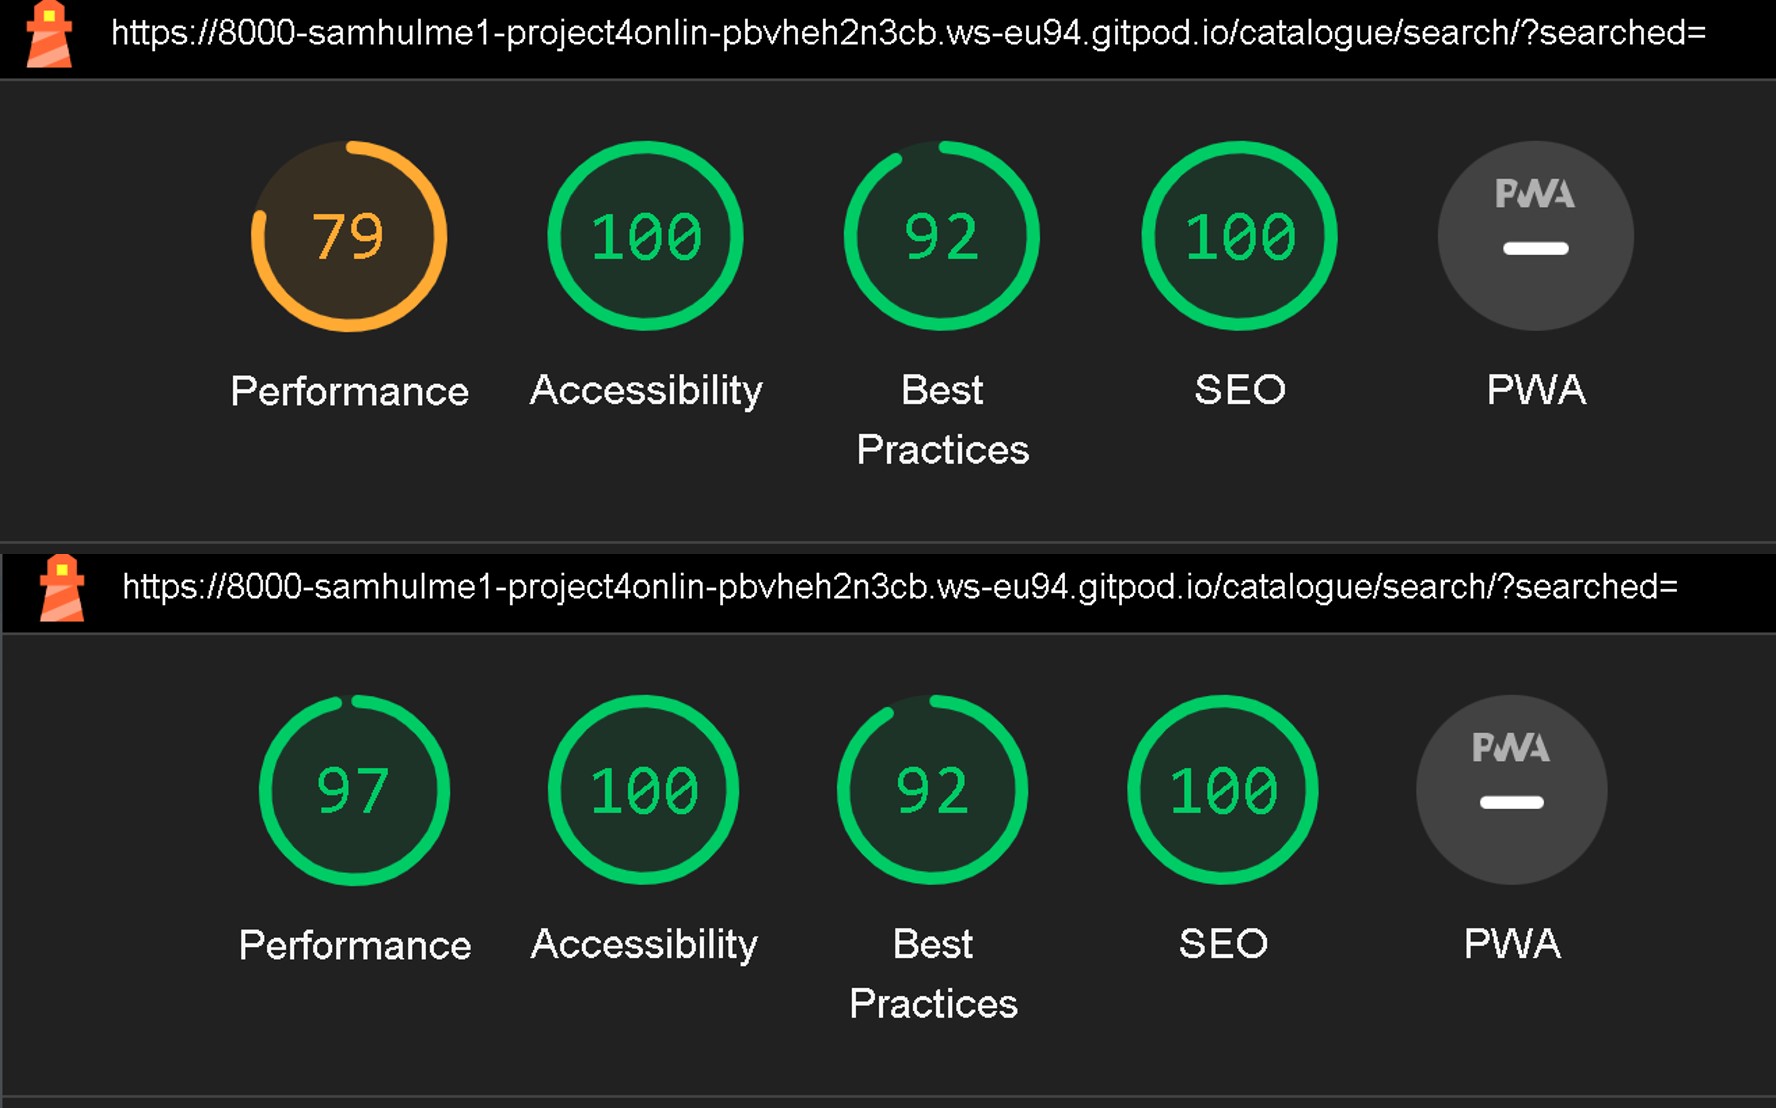 https://8000-samhulme1-project4onlin-pbvheh2n3cb.ws-eu94.gitpod.io/catalogue/search/?searched=
79 100 92 100 PWA
Performance Accessibility Best Practices SEO PWA
https://8000-samhulme1-project4onlin-pbvheh2n3cb.ws-eu94.gitpod.io/catalogue/search/?searched=
97 100 92 100 PWA
Performance Accessibility Best Practices SEO PWA